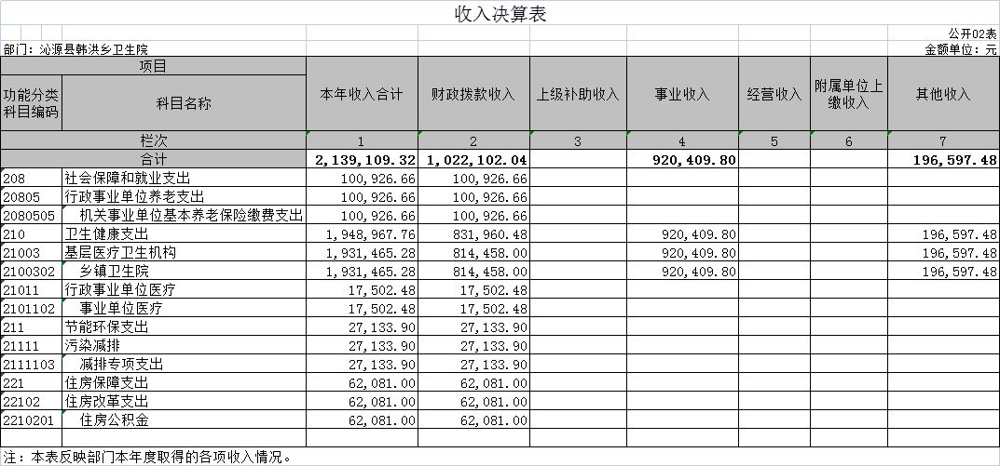 收入决算表
公开02表
部门：沁源县韩洪乡卫生院 金额单位：元
项目 本年收入合计 财政拨款收入 上级补助收入 事业收入 经营收入 附属单位上缴收入 其他收入
功能分类科目编码 科目名称
栏次 1 2 3 4 5 6 7
合计 2,139,109.32 1,022,102.04 920,409.80 196,597.48
208 社会保障和就业支出 100,926.66 100,926.66
20805 行政事业单位养老支出 100,926.66 100,926.66
2080505 机关事业单位基本养老保险缴费支出 100,926.66 100,926.66
210 卫生健康支出 1,948,967.76 831,960.48 920,409.80 196,597.48
21003 基层医疗卫生机构 1,931,465.28 814,458.00 920,409.80 196,597.48
2100302 乡镇卫生院 1,931,465.28 814,458.00 920,409.80 196,597.48
21011 行政事业单位医疗 17,502.48 17,502.48
2101102 事业单位医疗 17,502.48 17,502.48
211 节能环保支出 27,133.90 27,133.90
21111 污染减排 27,133.90 27,133.90
2111103 减排专项支出 27,133.90 27,133.90
221 住房保障支出 62,081.00 62,081.00
22102 住房改革支出 62,081.00 62,081.00
2210201 住房公积金 62,081.00 62,081.00
注：本表反映部门本年度取得的各项收入情况。